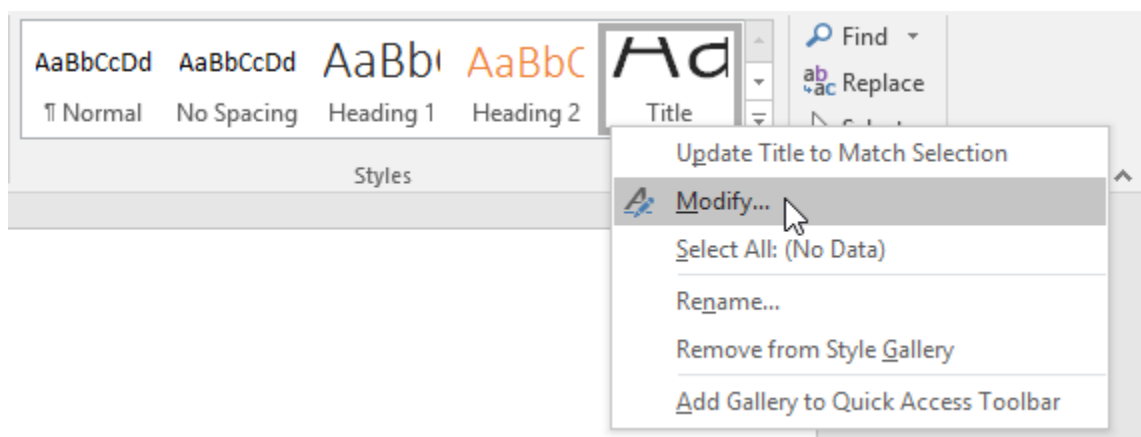 AaBbCcDd AaBbCcDd AaBb( AaBbC Aa
¶ Normal No Spacing Heading 1 Heading 2 Title
Styles
Find
Replace
Update Title to Match Selection
Modify...
Select All: (No Data)
Rename...
Remove from Style Gallery
Add Gallery to Quick Access Toolbar